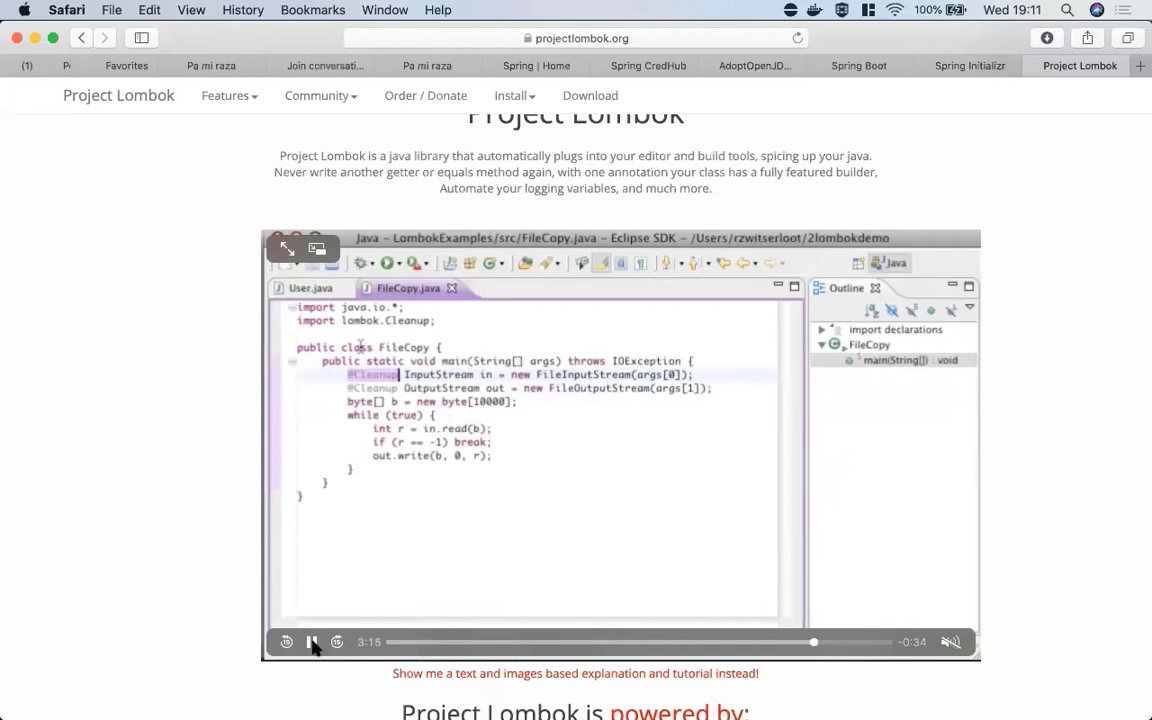 Safari File Edit View History Bookmarks Window Help 100% Wed 19:11
projectlombok.org
(1) Favorites Pa mi raza Join conversati... Pa mi raza Spring | Home Spring CredHub AdoptOpenJD... Spring Boot Spring Initializr Project Lombok
Project Lombok Features Community Order / Donate Install Download
Project Lombok
Project Lombok is a java library that automatically plugs into your editor and build tools, spicing up your java.
Never write another getter or equals method again, with one annotation your class has a fully featured builder,
Automate your logging variables, and much more.
Java – LombokExamples/src/FileCopy.java – Eclipse SDK – /Users/rzwitserloot/2lombokdemo
Java
User.java FileCopy.java Outline
import java.io.*;
import lombok.Cleanup;
public class FileCopy {
public static void main(String[] args) throws IOException {
@Cleanup InputStream in = new FileInputStream(args[0]);
@Cleanup OutputStream out = new FileOutputStream(args[1]);
byte[] b = new byte[10000];
while (true) {
int r = in.read(b);
if (r == -1) break;
out.write(b, 0, r);
}
}
}
import declarations
FileCopy
main(String[]) : void
15 15 3:15 -0:34
Show me a text and images based explanation and tutorial instead!
Project Lombok is powered by: